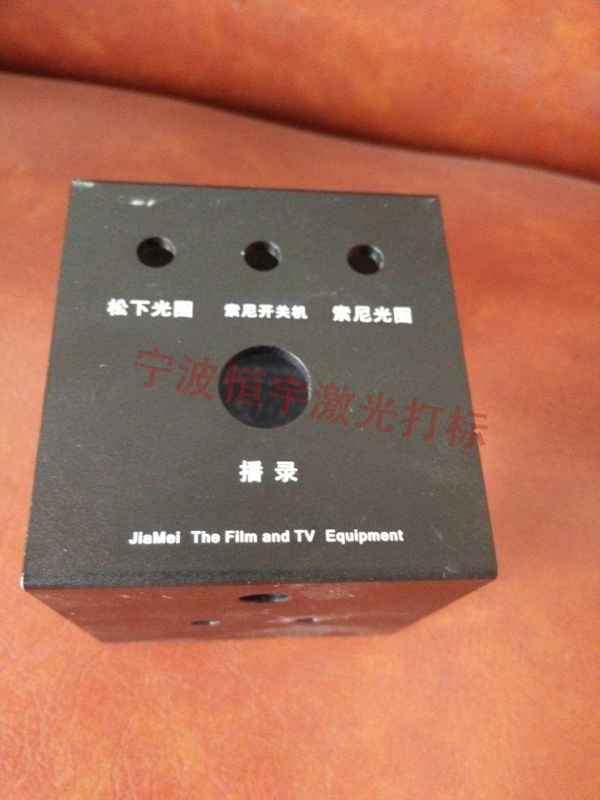 松下光圈 索尼开关机 索尼光圈
宁波恒宇激光打标
播录
JiaMei The Film and TV Equipment